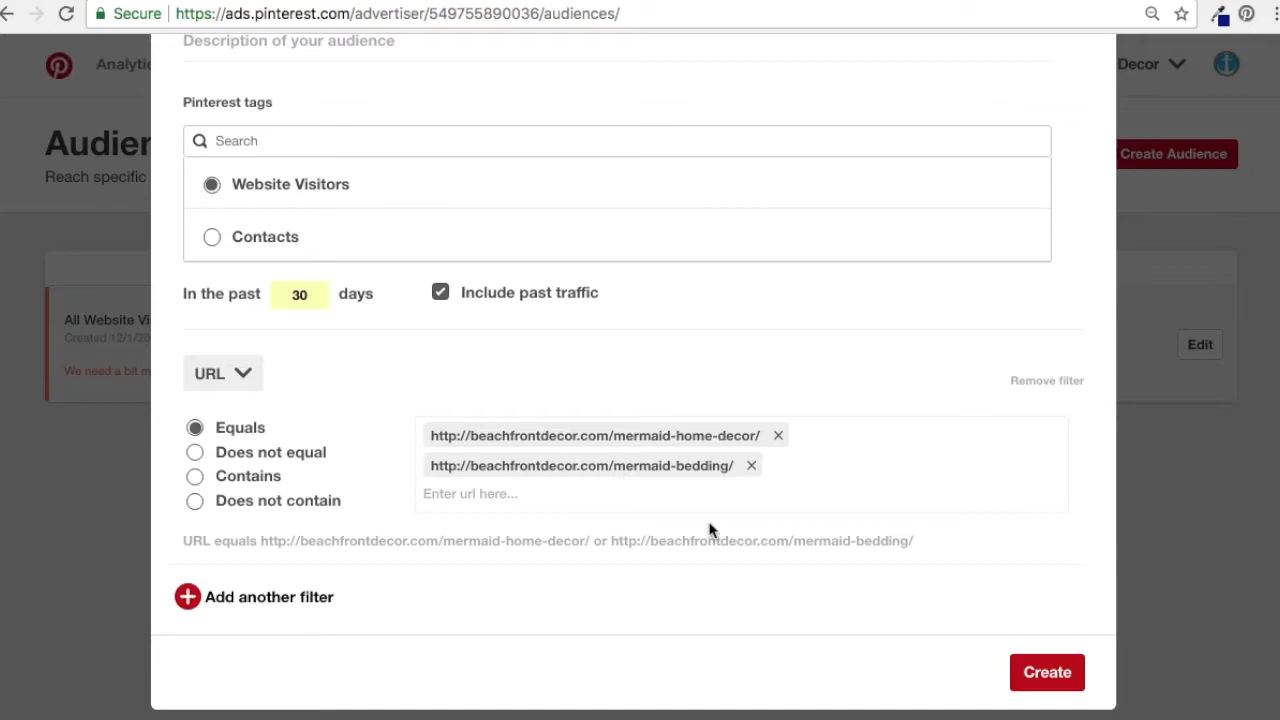 Secure https://ads.pinterest.com/advertiser/549755890036/audiences/
Description of your audience
Analytic
Decor
Pinterest tags
Audien
Reach specific
Create Audience
Search
Website Visitors
Contacts
In the past 30 days Include past traffic
All Website Vi
Created 12/1/20
We need a bit m
Edit
URL
Remove filter
Equals
Does not equal
Contains
Does not contain
http://beachfrontdecor.com/mermaid-home-decor/
http://beachfrontdecor.com/mermaid-bedding/
Enter url here...
URL equals http://beachfrontdecor.com/mermaid-home-decor/ or http://beachfrontdecor.com/mermaid-bedding/
Add another filter
Create